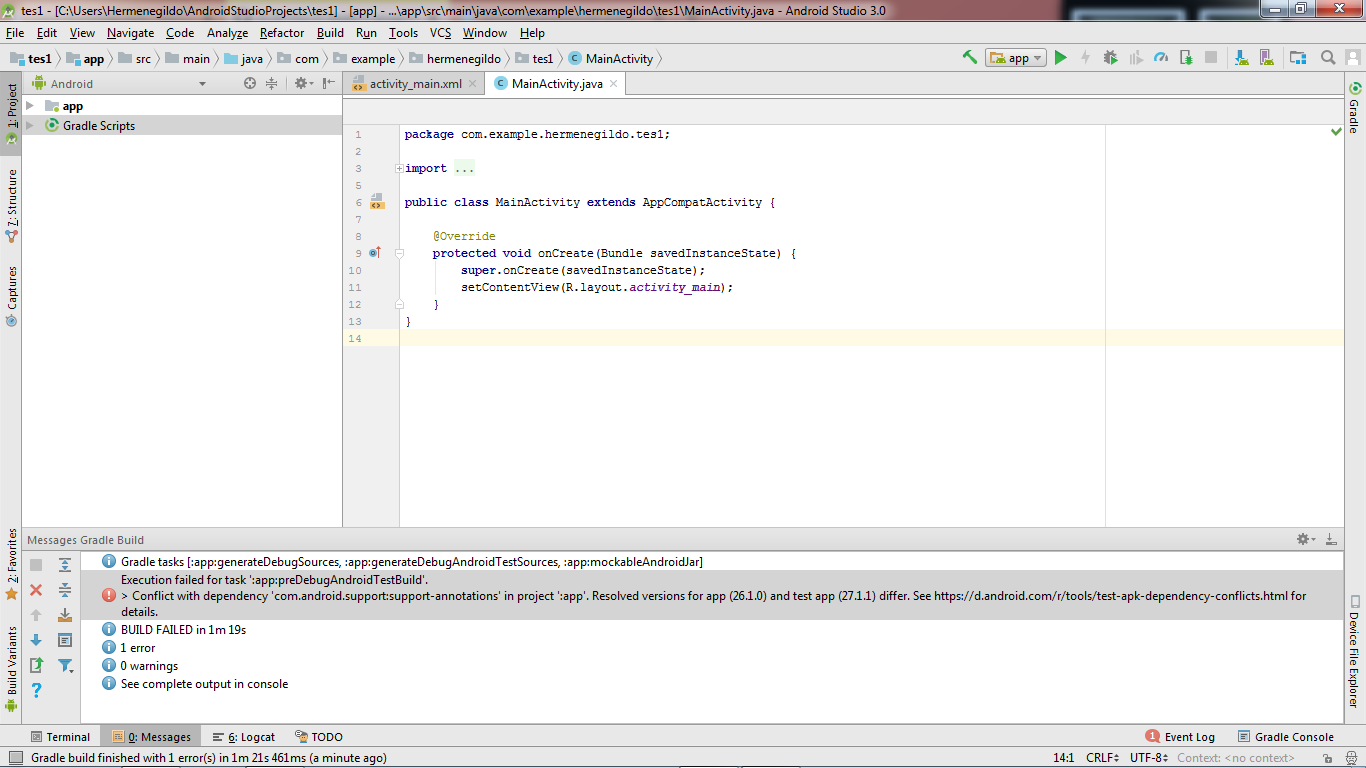 tes1 - [C:\Users\Hermenegildo\AndroidStudioProjects\tes1] - [app] - ...\app\src\main\java\com\example\hermenegildo\tes1\MainActivity.java - Android Studio 3.0
File Edit View Navigate Code Analyze Refactor Build Run Tools VCS Window Help
tes1 app src main java com example hermenegildo tes1 MainActivity app
1: Project
7: Structure
Captures
2: Favorites
Build Variants
Android
app
Gradle Scripts
activity_main.xml MainActivity.java
1 package com.example.hermenegildo.tes1;
2
3 import ...
5
6 public class MainActivity extends AppCompatActivity {
7
8 @Override
9 protected void onCreate(Bundle savedInstanceState) {
10 super.onCreate(savedInstanceState);
11 setContentView(R.layout.activity_main);
12 }
13 }
14
Gradle
Device File Explorer
Messages Gradle Build
Gradle tasks [:app:generateDebugSources, :app:generateDebugAndroidTestSources, :app:mockableAndroidJar]
Execution failed for task ':app:preDebugAndroidTestBuild'.
> Conflict with dependency 'com.android.support:support-annotations' in project ':app'. Resolved versions for app (26.1.0) and test app (27.1.1) differ. See https://d.android.com/r/tools/test-apk-dependency-conflicts.html for
details.
BUILD FAILED in 1m 19s
1 error
0 warnings
See complete output in console
Terminal 0: Messages 6: Logcat TODO 1 Event Log Gradle Console
Gradle build finished with 1 error(s) in 1m 21s 461ms (a minute ago) 14:1 CRLF UTF-8 Context: <no context>